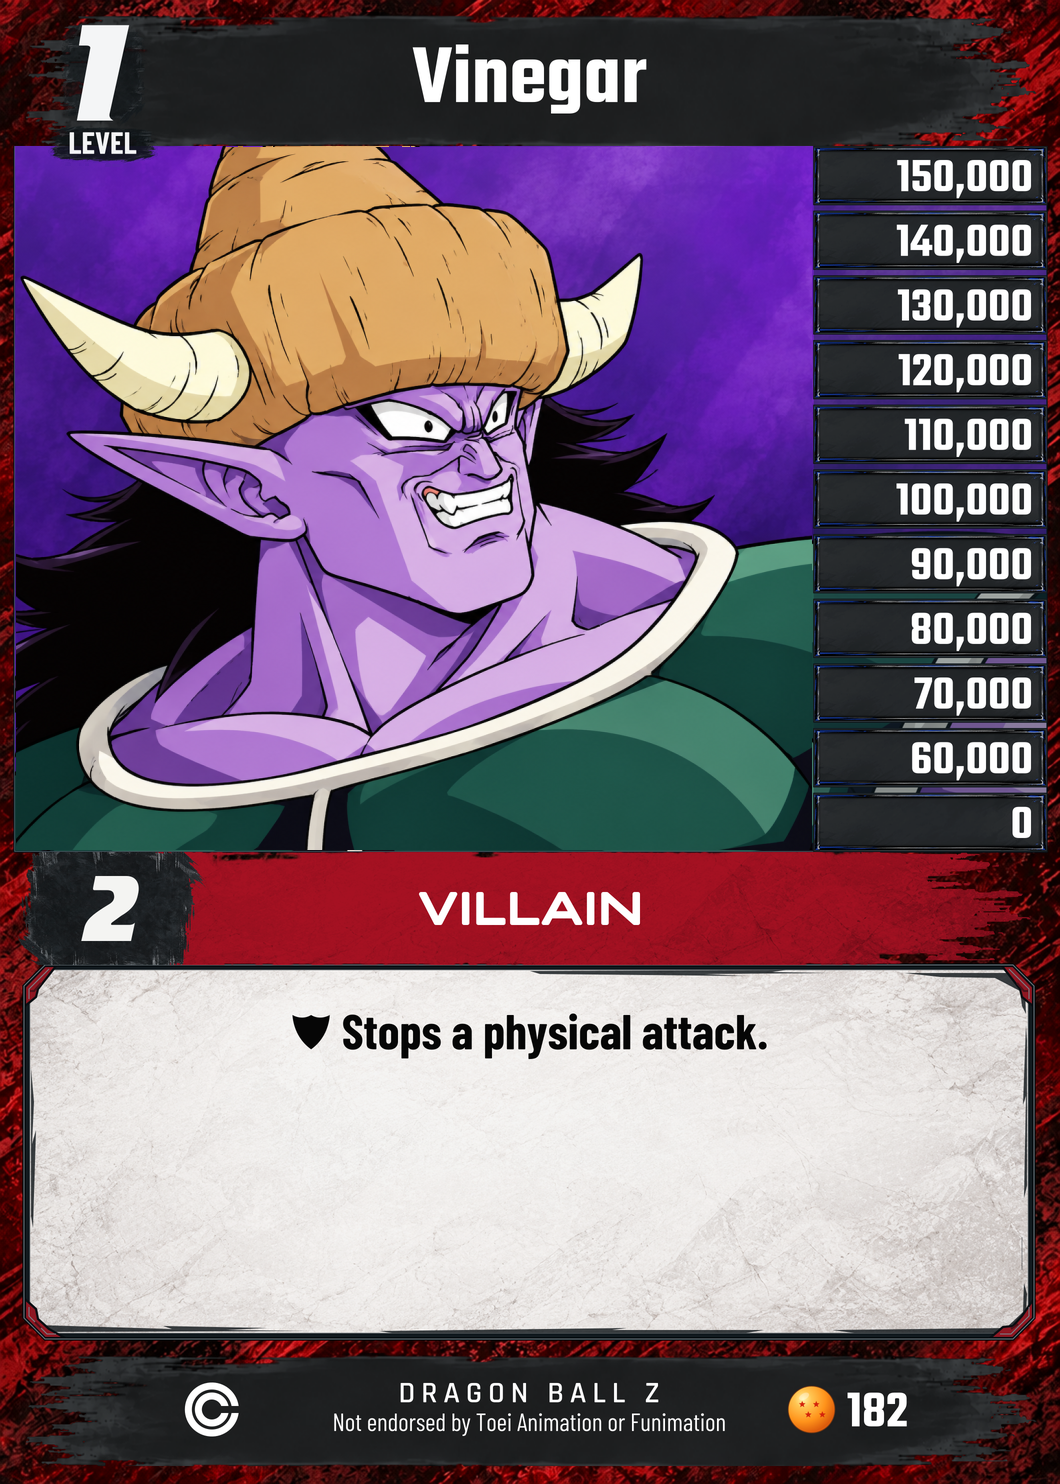 1
LEVEL
Vinegar
150,000
140,000
130,000
120,000
110,000
100,000
90,000
80,000
70,000
60,000
0
2
VILLAIN
Stops a physical attack.
DRAGON BALL Z
Not endorsed by Toei Animation or Funimation
182